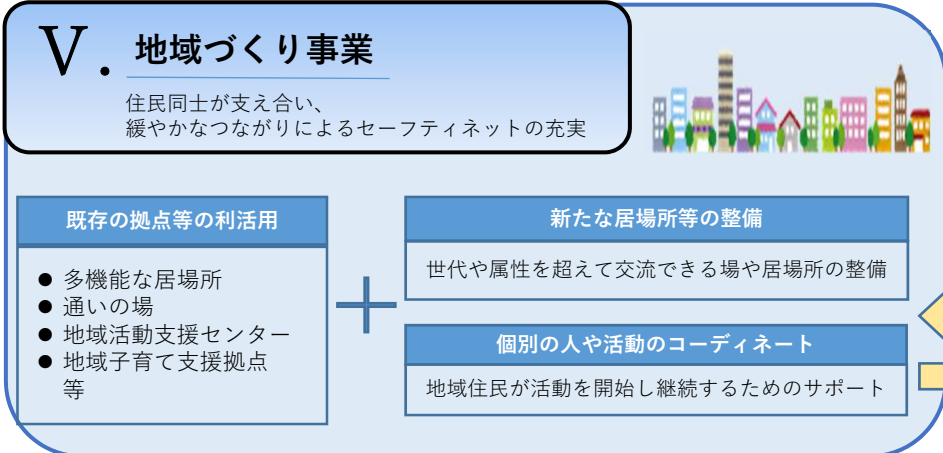 V. 地域づくり事業
住民同士が支え合い、
緩やかなつながりによるセーフティネットの充実
既存の拠点等の利活用
● 多機能な居場所
● 通いの場
● 地域活動支援センター
● 地域子育て支援拠点
等
新たな居場所等の整備
世代や属性を超えて交流できる場や居場所の整備
個別の人や活動のコーディネート
地域住民が活動を開始し継続するためのサポート